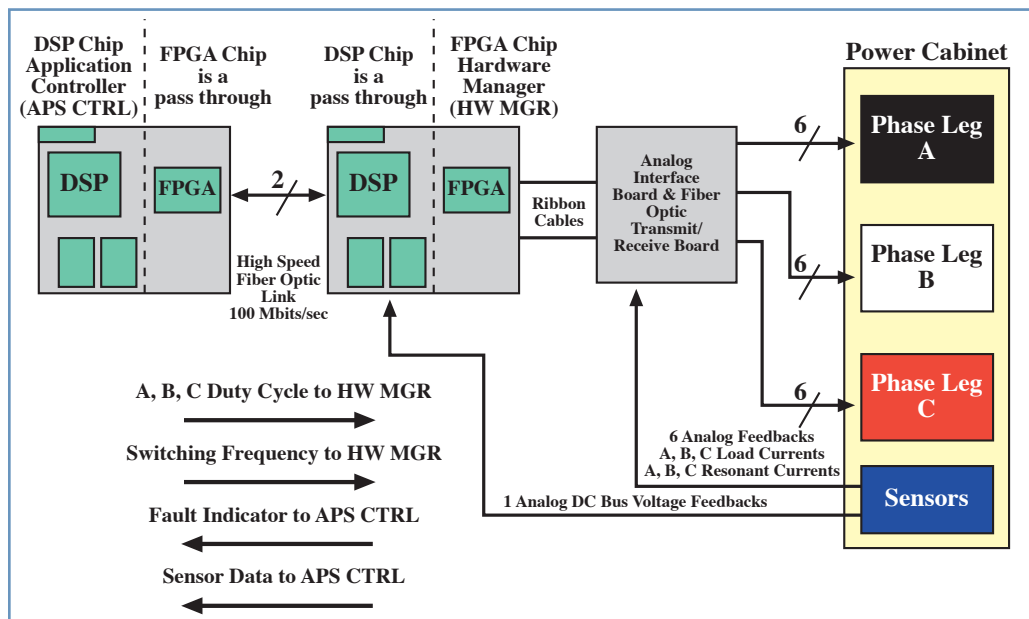 DSP Chip
Application
Controller
(APS CTRL)
FPGA Chip
is a
pass through
DSP Chip
is a
pass through
FPGA Chip
Hardware
Manager
(HW MGR)
Power Cabinet
DSP
FPGA
2
High Speed
Fiber Optic
Link
100 Mbits/sec
DSP
FPGA
Ribbon
Cables
Analog
Interface
Board & Fiber
Optic
Transmit/
Receive Board
6
Phase Leg
A
6
Phase Leg
B
6
Phase Leg
C
6 Analog Feedbacks
A, B, C Load Currents
A, B, C Resonant Currents
Sensors
1 Analog DC Bus Voltage Feedbacks
A, B, C Duty Cycle to HW MGR
Switching Frequency to HW MGR
Fault Indicator to APS CTRL
Sensor Data to APS CTRL